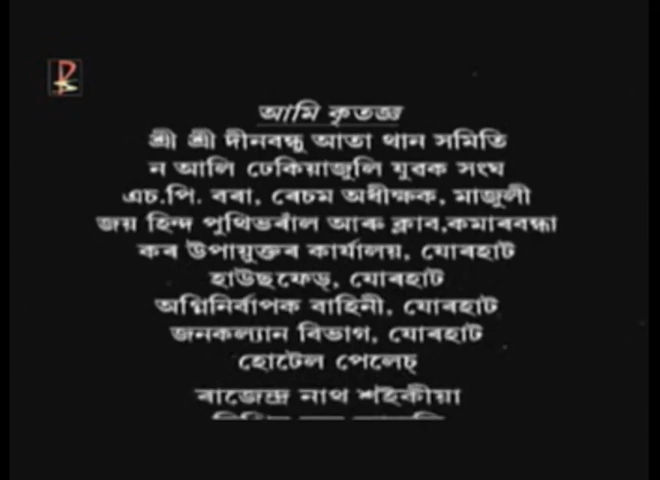 আমি কৃতজ্ঞ
শ্ৰী শ্ৰী দীনবন্ধু আতা থান সমিতি
ন আলি ঢেকিয়াজুলি যুৱক সংঘ
এচ.পি. বৰা, ৰেচম অধীক্ষক, মাজুলী
জয় হিন্দ পুথিভৰাঁল আৰু ক্লাব,কমাৰবন্ধা
কৰ উপায়ুক্তৰ কাৰ্যালয়, যোৰহাট
হাউছফেড্, যোৰহাট
অগ্নিনিৰ্বাপক বাহিনী, যোৰহাট
জনকল্যান বিভাগ, যোৰহাট
হোটেল পেলেচ্
ৰাজেন্দ্ৰ নাথ শইকীয়া